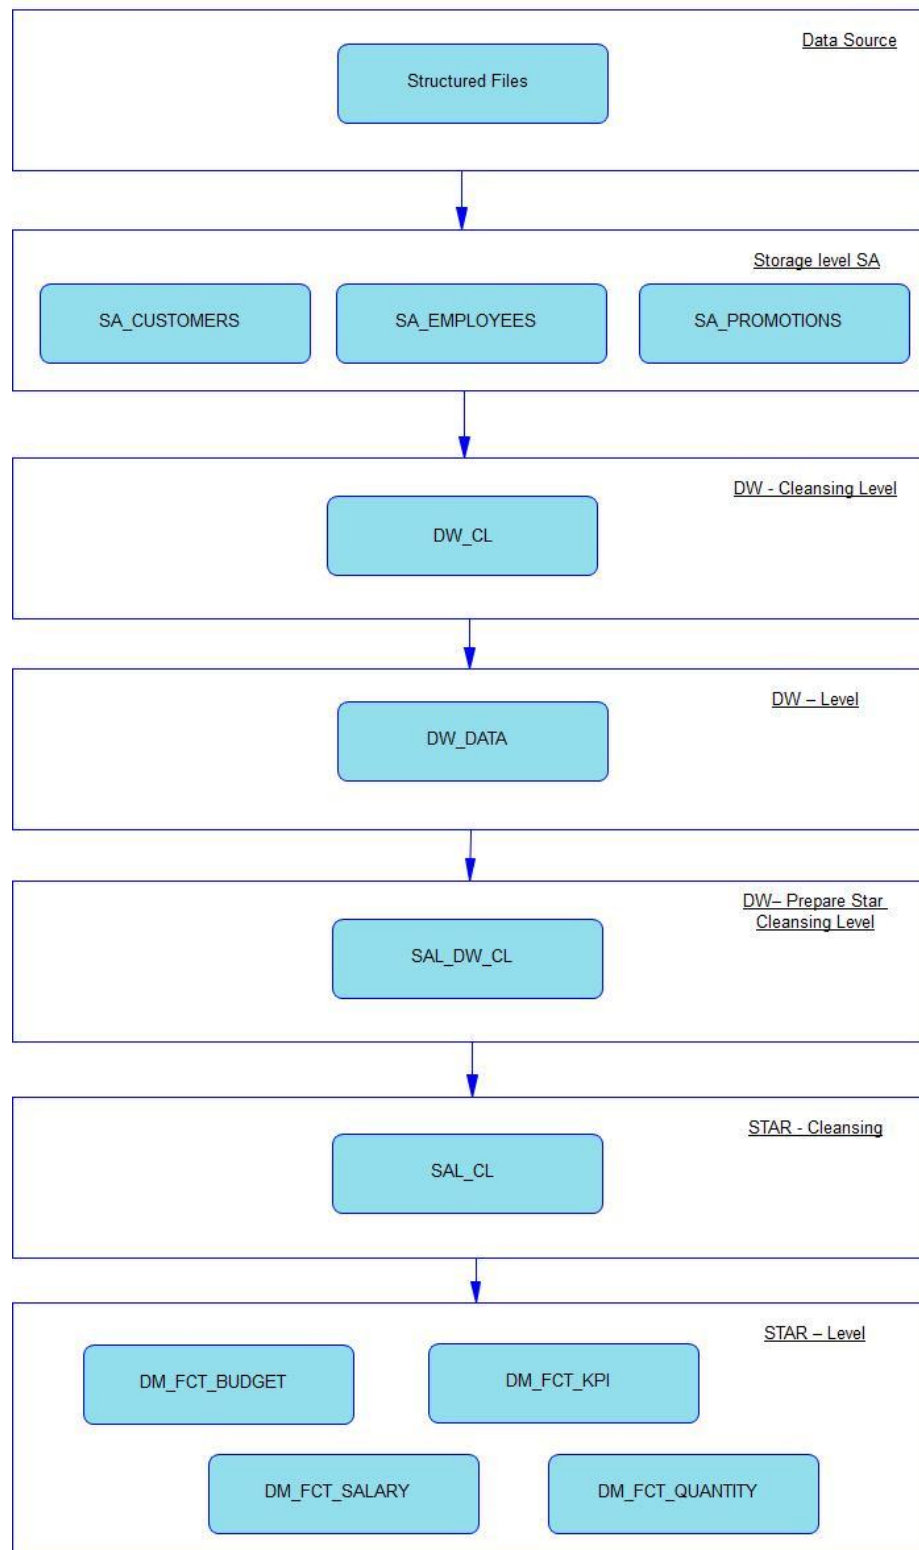 Data Source
Structured Files
Storage level SA
SA_CUSTOMERS
SA_EMPLOYEES
SA_PROMOTIONS
DW - Cleansing Level
DW_CL
DW – Level
DW_DATA
DW– Prepare Star
Cleansing Level
SAL_DW_CL
STAR - Cleansing
SAL_CL
STAR – Level
DM_FCT_BUDGET
DM_FCT_KPI
DM_FCT_SALARY
DM_FCT_QUANTITY